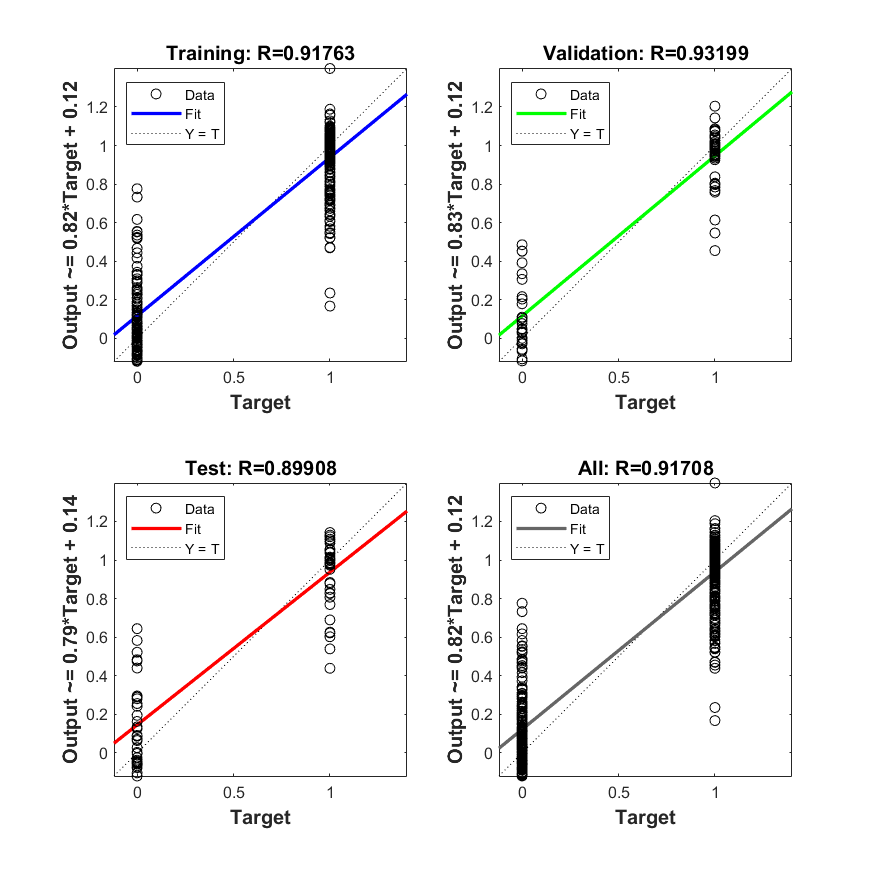 Training: R=0.91763
Output ~= 0.82*Target + 0.12
1.2
1
0.8
0.6
0.4
0.2
0
Data
Fit
Y = T
0 0.5 1
Target
Validation: R=0.93199
Output ~= 0.83*Target + 0.12
1.2
1
0.8
0.6
0.4
0.2
0
Data
Fit
Y = T
0 0.5 1
Target
Test: R=0.89908
Output ~= 0.79*Target + 0.14
1.2
1
0.8
0.6
0.4
0.2
0
Data
Fit
Y = T
0 0.5 1
Target
All: R=0.91708
Output ~= 0.82*Target + 0.12
1.2
1
0.8
0.6
0.4
0.2
0
Data
Fit
Y = T
0 0.5 1
Target